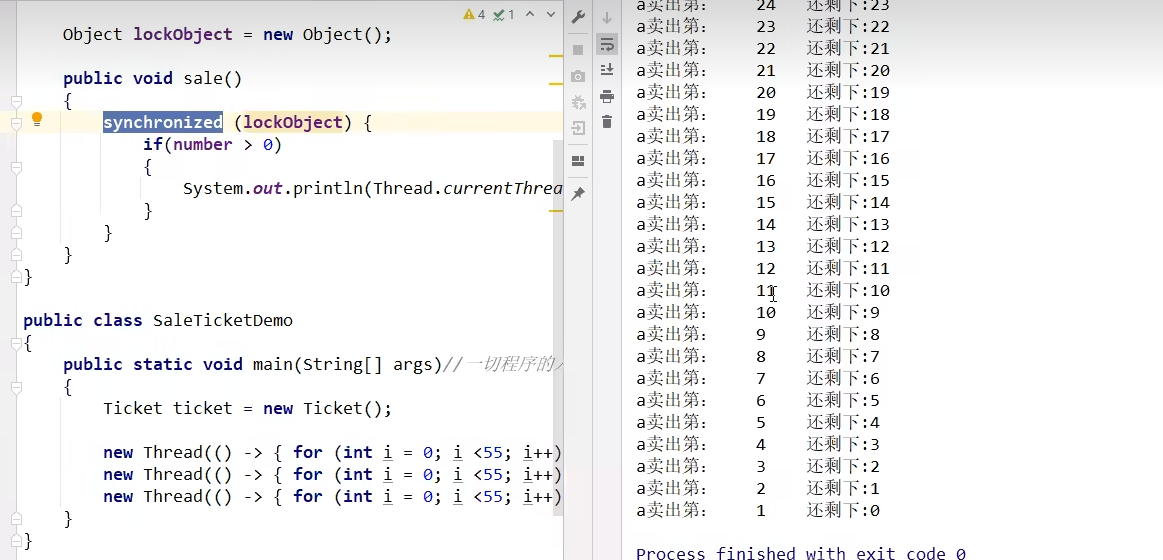 4 1
Object lockObject = new Object();
public void sale()
{
synchronized (lockObject) {
if(number > 0)
{
System.out.println(Thread.currentThrea
}
}
}
}
public class SaleTicketDemo
{
public static void main(String[] args)//一切程序的
{
Ticket ticket = new Ticket();
new Thread(() -> { for (int i = 0; i <55; i++)
new Thread(() -> { for (int i = 0; i <55; i++)
new Thread(() -> { for (int i = 0; i <55; i++)
}
}
a卖出第： 24 还剩下:23
a卖出第： 23 还剩下:22
a卖出第： 22 还剩下:21
a卖出第： 21 还剩下:20
a卖出第： 20 还剩下:19
a卖出第： 19 还剩下:18
a卖出第： 18 还剩下:17
a卖出第： 17 还剩下:16
a卖出第： 16 还剩下:15
a卖出第： 15 还剩下:14
a卖出第： 14 还剩下:13
a卖出第： 13 还剩下:12
a卖出第： 12 还剩下:11
a卖出第： 11 还剩下:10
a卖出第： 10 还剩下:9
a卖出第： 9 还剩下:8
a卖出第： 8 还剩下:7
a卖出第： 7 还剩下:6
a卖出第： 6 还剩下:5
a卖出第： 5 还剩下:4
a卖出第： 4 还剩下:3
a卖出第： 3 还剩下:2
a卖出第： 2 还剩下:1
a卖出第： 1 还剩下:0
Process finished with exit code 0